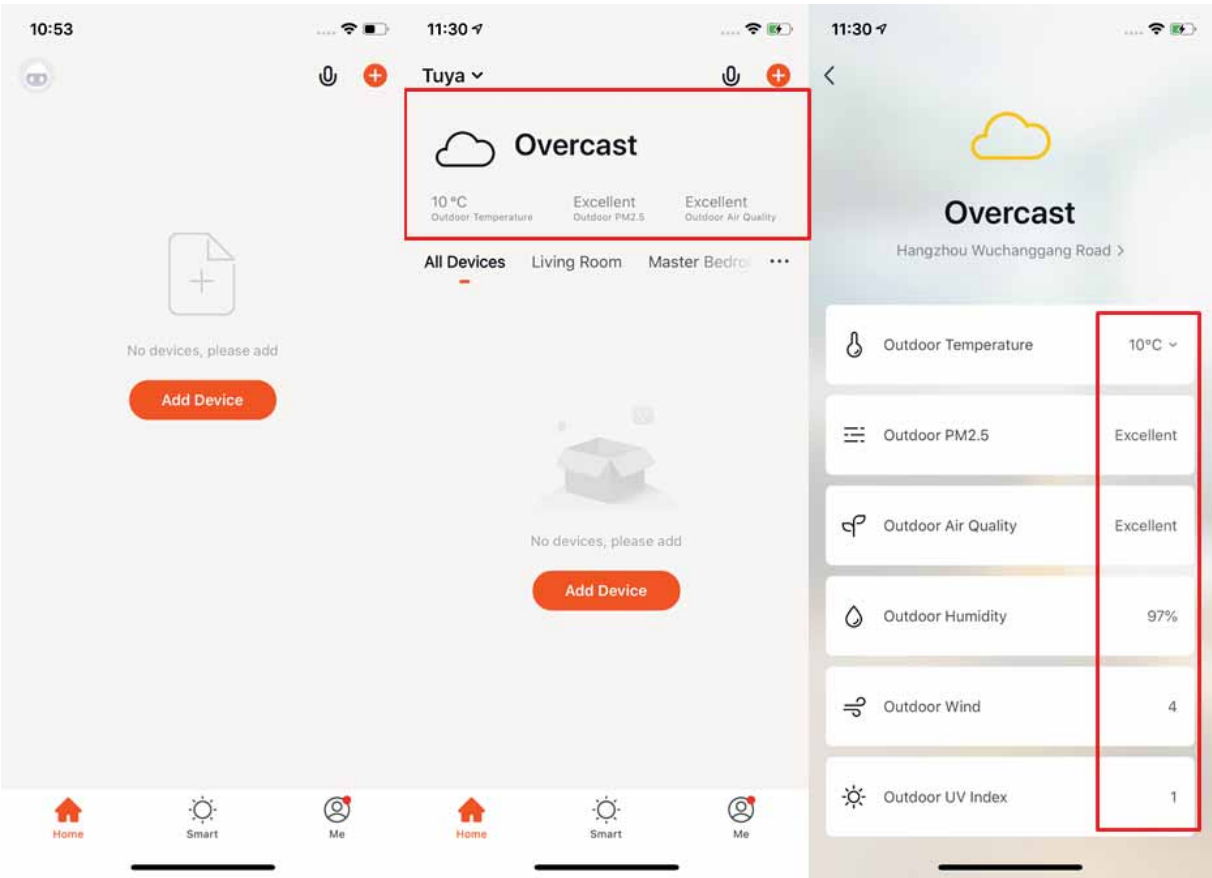 10:53
No devices, please add
Add Device
Home
Smart
Me
11:30
Tuya
Overcast
10 °C
Outdoor Temperature
Excellent
Outdoor PM2.5
Excellent
Outdoor Air Quality
All Devices
Living Room
Master Bedro
No devices, please add
Add Device
Home
Smart
Me
11:30
Overcast
Hangzhou Wuchanggang Road >
Outdoor Temperature 10°C
Outdoor PM2.5 Excellent
Outdoor Air Quality Excellent
Outdoor Humidity 97%
Outdoor Wind 4
Outdoor UV Index 1